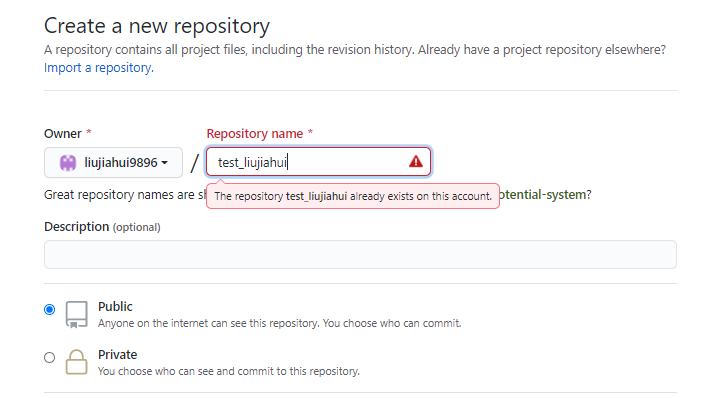 Create a new repository
A repository contains all project files, including the revision history. Already have a project repository elsewhere?
Import a repository.
Owner *
Repository name *
liujiahui9896
/
test_liujiahui
Great repository names are
The repository test_liujiahui already exists on this account.
otential-system?
Description (optional)
Public
Anyone on the internet can see this repository. You choose who can commit.
Private
You choose who can see and commit to this repository.